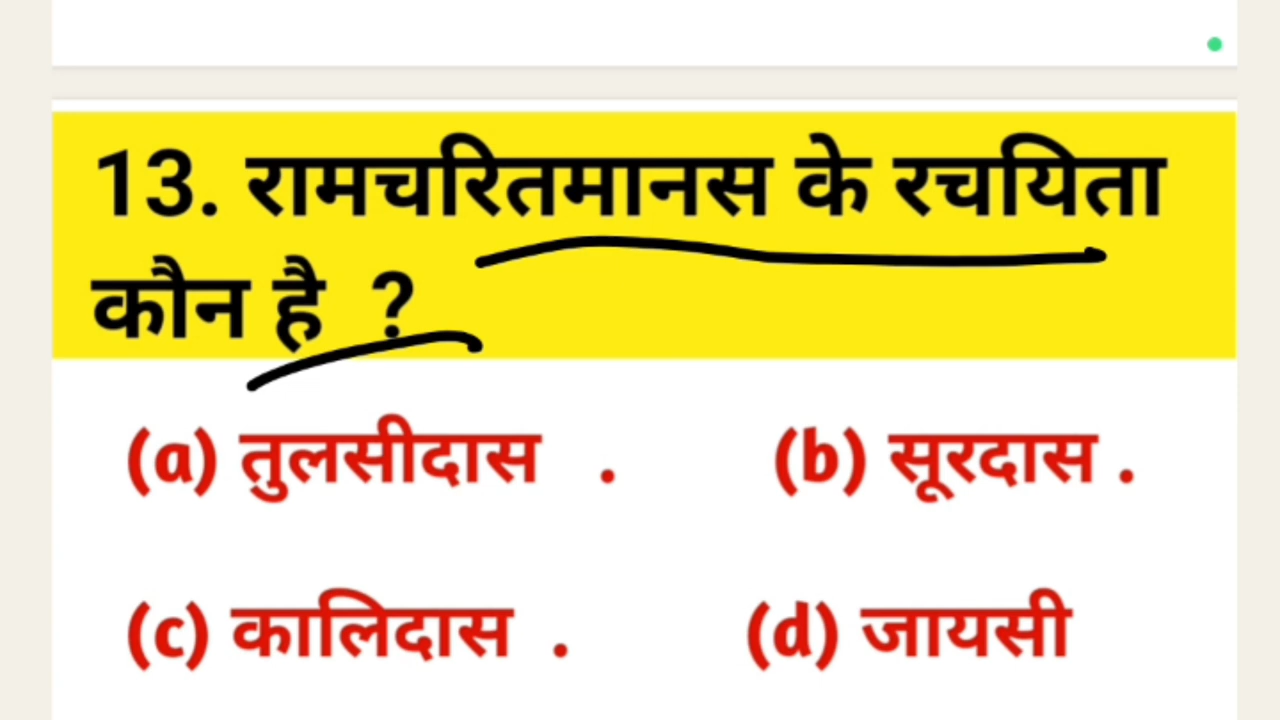 13. रामचरितमानस के रचयिता
कौन है ?
(a) तुलसीदास . (b) सूरदास .
(c) कालिदास . (d) जायसी